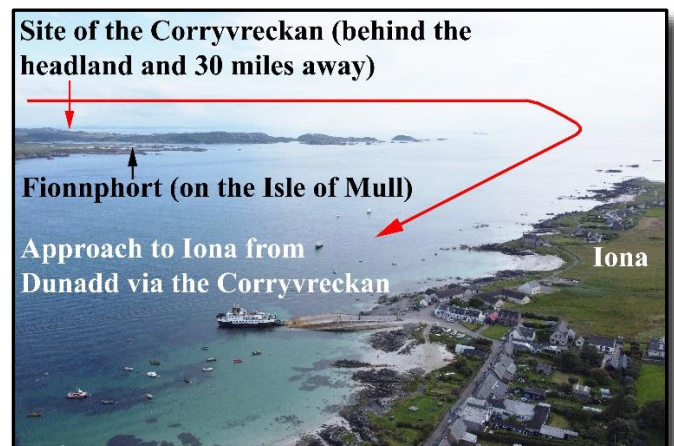 Site of the Corryvreckan (behind the
headland and 30 miles away)
Fionnphort (on the Isle of Mull)
Approach to Iona from
Dunadd via the Corryvreckan
Iona